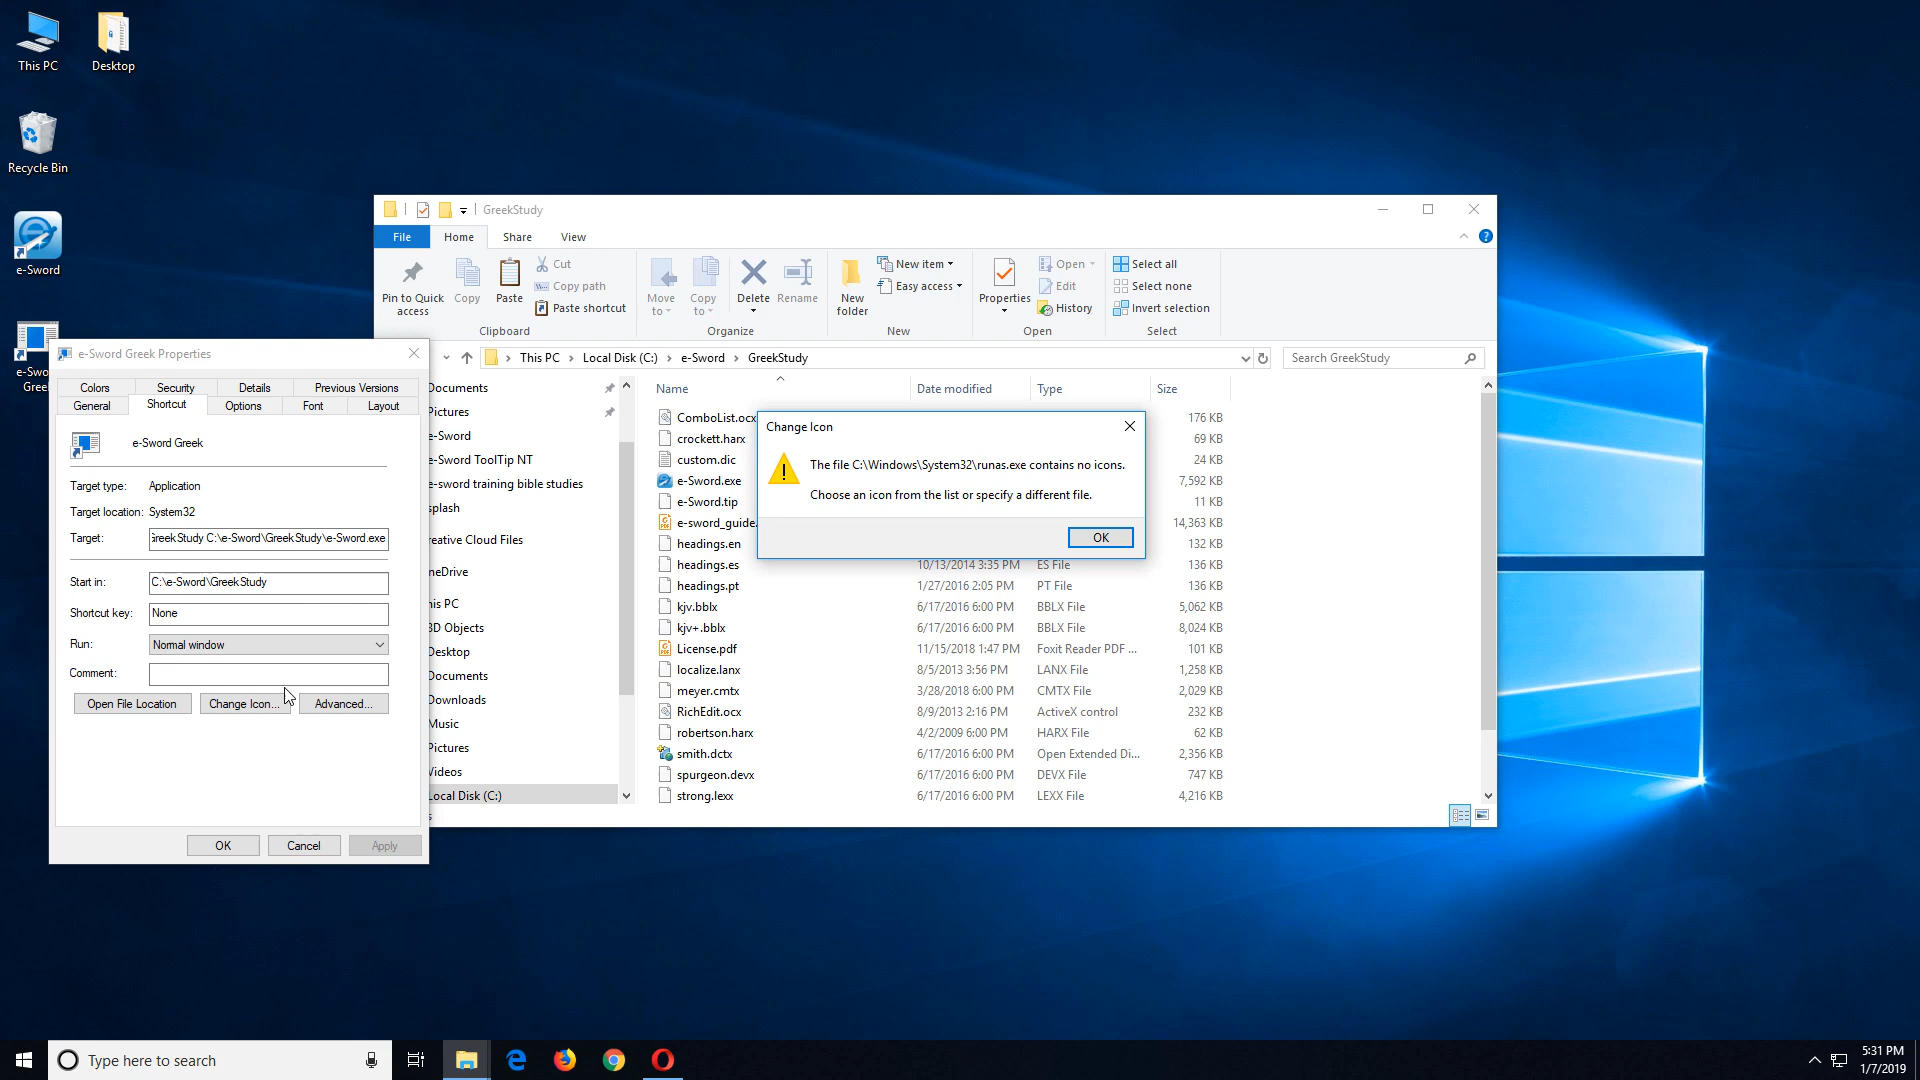 This PC
Desktop
Recycle Bin
e-Sword
GreekStudy
File Home Share View
Pin to Quick access
Copy
Paste
Cut
Copy path
Paste shortcut
Clipboard
Move to
Copy to
Delete
Rename
Organize
New folder
New item
Easy access
New
Properties
Open
Edit
History
Open
Select all
Select none
Invert selection
Select
This PC > Local Disk (C:) > e-Sword > GreekStudy
Search GreekStudy
e-Sword Greek Properties
Colors Security Details Previous Versions
General Shortcut Options Font Layout
e-Sword Greek
Target type: Application
Target location: System32
Target: GreekStudy C:\e-Sword\GreekStudy\e-Sword.exe
Start in: C:\e-Sword\GreekStudy
Shortcut key: None
Run: Normal window
Comment:
Open File Location Change Icon... Advanced...
OK Cancel Apply
Documents
Pictures
e-Sword
e-Sword ToolTip NT
e-sword training bible studies
splash
reative Cloud Files
neDrive
his PC
3D Objects
Desktop
Documents
Downloads
Music
Pictures
Videos
Local Disk (C:)
Name Date modified Type Size
ComboList.ocx 176 KB
crockett.harx 69 KB
custom.dic 24 KB
e-Sword.exe 7,592 KB
e-Sword.tip 11 KB
e-sword_guide. 14,363 KB
headings.en 132 KB
headings.es 10/13/2014 3:35 PM ES File 136 KB
headings.pt 1/27/2016 2:05 PM PT File 136 KB
kjv.bblx 6/17/2016 6:00 PM BBLX File 5,062 KB
kjv+.bblx 6/17/2016 6:00 PM BBLX File 8,024 KB
License.pdf 11/15/2018 1:47 PM Foxit Reader PDF ... 101 KB
localize.lanx 8/5/2013 3:56 PM LANX File 1,258 KB
meyer.cmtx 3/28/2018 6:00 PM CMTX File 2,029 KB
RichEdit.ocx 8/9/2013 2:16 PM ActiveX control 232 KB
robertson.harx 4/2/2009 6:00 PM HARX File 62 KB
smith.dctx 6/17/2016 6:00 PM Open Extended Di... 2,356 KB
spurgeon.devx 6/17/2016 6:00 PM DEVX File 747 KB
strong.lexx 6/17/2016 6:00 PM LEXX File 4,216 KB
Change Icon
The file C:\Windows\System32\runas.exe contains no icons.
Choose an icon from the list or specify a different file.
OK
Type here to search
5:31 PM
1/7/2019